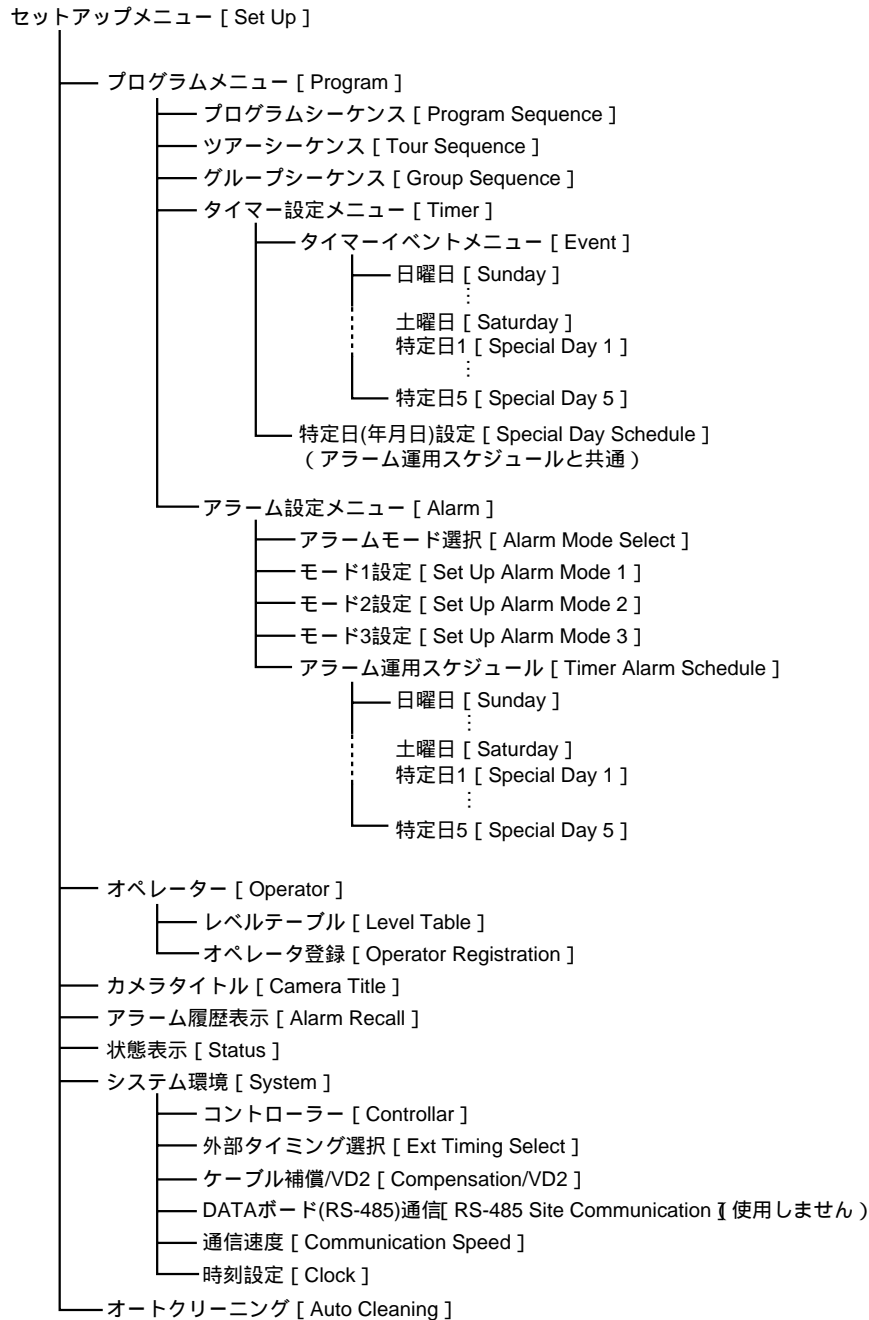 セットアップメニュー［ Set Up ］
プログラムメニュー［ Program ］
プログラムシーケンス［ Program Sequence ］
ツアーシーケンス［ Tour Sequence ］
グループシーケンス［ Group Sequence ］
タイマー設定メニュー［ Timer ］
タイマーイベントメニュー［ Event ］
日曜日［ Sunday ］
土曜日［ Saturday ］
特定日1［ Special Day 1 ］
特定日5［ Special Day 5 ］
特定日(年月日)設定［ Special Day Schedule ］
（アラーム運用スケジュールと共通）
アラーム設定メニュー［ Alarm ］
アラームモード選択［ Alarm Mode Select ］
モード1設定［ Set Up Alarm Mode 1 ］
モード2設定［ Set Up Alarm Mode 2 ］
モード3設定［ Set Up Alarm Mode 3 ］
アラーム運用スケジュール［ Timer Alarm Schedule ］
日曜日［ Sunday ］
土曜日［ Saturday ］
特定日1［ Special Day 1 ］
特定日5［ Special Day 5 ］
オペレーター［ Operator ］
レベルテーブル［ Level Table ］
オペレータ登録［ Operator Registration ］
カメラタイトル［ Camera Title ］
アラーム履歴表示［ Alarm Recall ］
状態表示［ Status ］
システム環境［ System ］
コントローラー［ Controllar ］
外部タイミング選択［ Ext Timing Select ］
ケーブル補償/VD2［ Compensation/VD2 ］
DATAボード(RS-485)通信［ RS-485 Site Communication ］（使用しません）
通信速度［ Communication Speed ］
時刻設定［ Clock ］
オートクリーニング［ Auto Cleaning ］